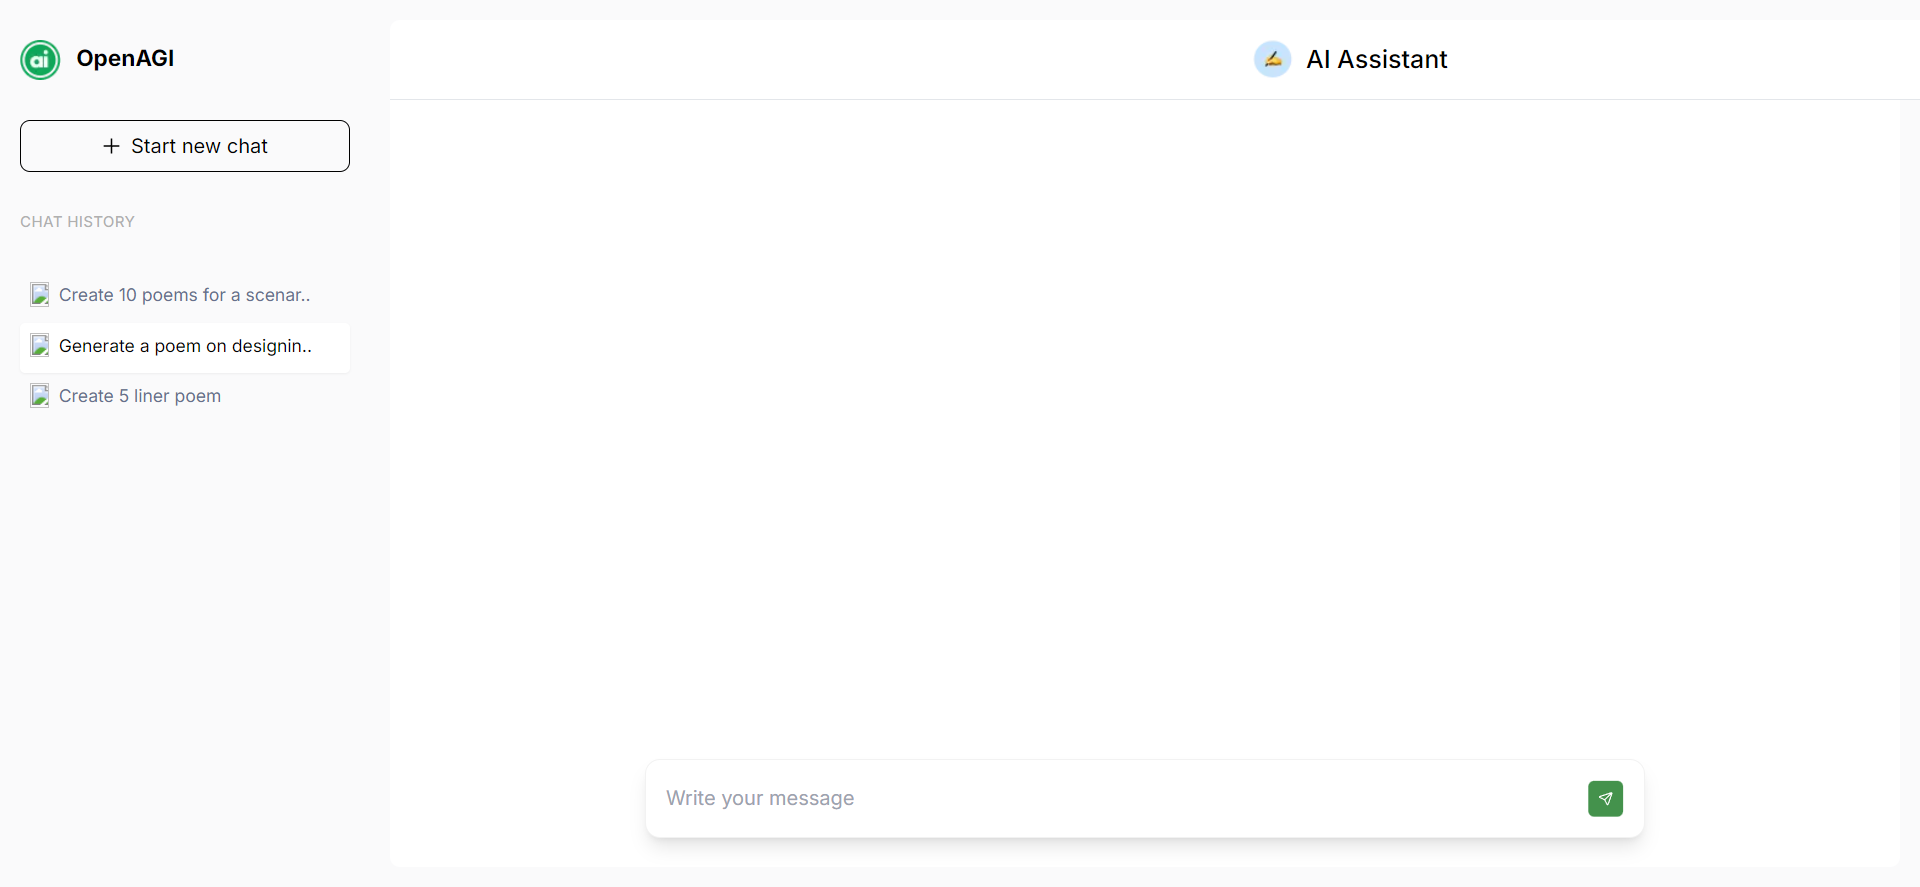 ai
OpenAGI
Start new chat
CHAT HISTORY
Create 10 poems for a scenar..
Generate a poem on designin..
Create 5 liner poem
AI Assistant
Write your message